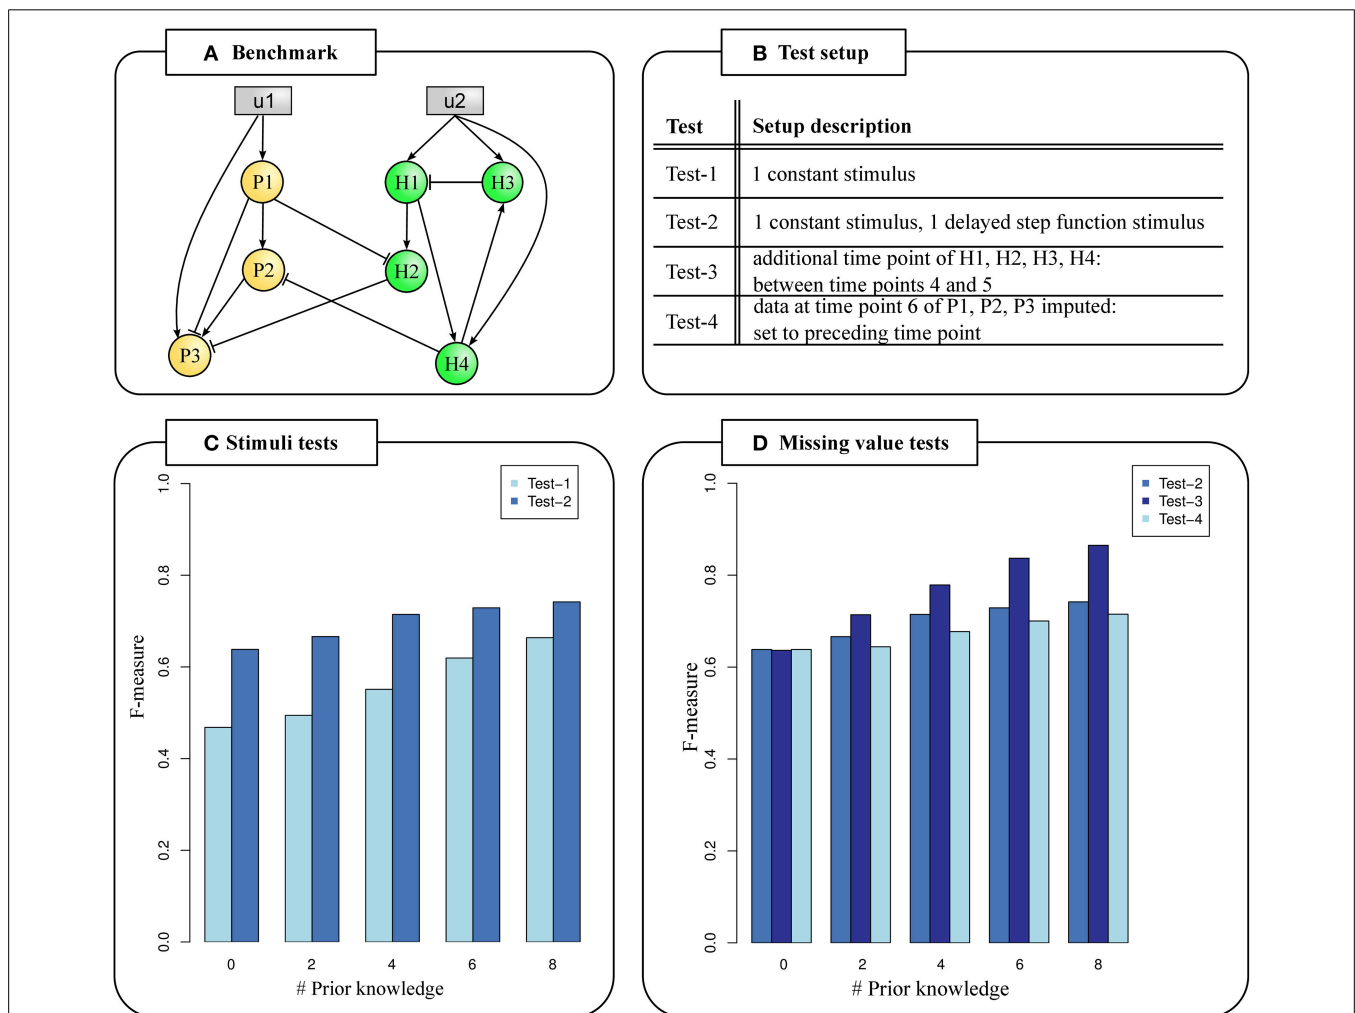 A Benchmark
u1
u2
P1
H1
H3
P2
H2
P3
H4
B Test setup
Test Setup description
Test-1 1 constant stimulus
Test-2 1 constant stimulus, 1 delayed step function stimulus
Test-3 additional time point of H1, H2, H3, H4:
between time points 4 and 5
Test-4 data at time point 6 of P1, P2, P3 imputed:
set to preceding time point
C Stimuli tests
Test−1
Test−2
F-measure
1.0
0.8
0.6
0.4
0.2
0.0
0 2 4 6 8
# Prior knowledge
D Missing value tests
Test−2
Test−3
Test−4
F-measure
1.0
0.8
0.6
0.4
0.2
0.0
0 2 4 6 8
# Prior knowledge